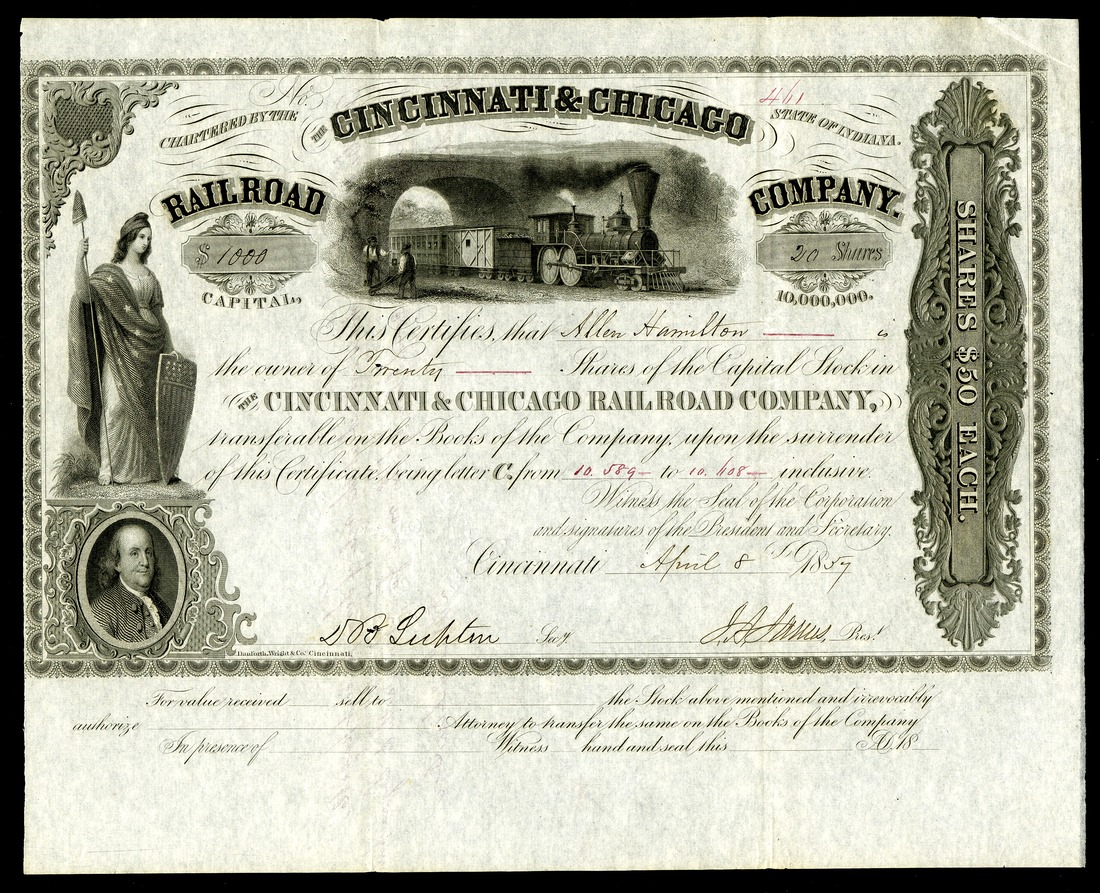 No. 461
CHARTERED BY THE THE CINCINNATI & CHICAGO STATE OF INDIANA.
RAILROAD COMPANY.
$ 1000 20 Shares
CAPITAL, 10,000,000.
This Certifies, that Allen Hamilton is
the owner of Twenty Shares of the Capital Stock in
THE CINCINNATI & CHICAGO RAILROAD COMPANY,
transferable on the Books of the Company, upon the surrender
of this Certificate, being letter C. from 10.589 to 10.608 inclusive.
Witness the Seal of the Corporation
and signatures of the President and Secretary.
Cincinnati April 8 1857
Secy. Prest.
Danforth, Wright & Co. Cincinnati,
SHARES $50 EACH.
For value received sell to the Stock above mentioned and irrevocably
authorize Attorney to transfer the same on the Books of the Company
In presence of Witness hand and seal this A.D. 18